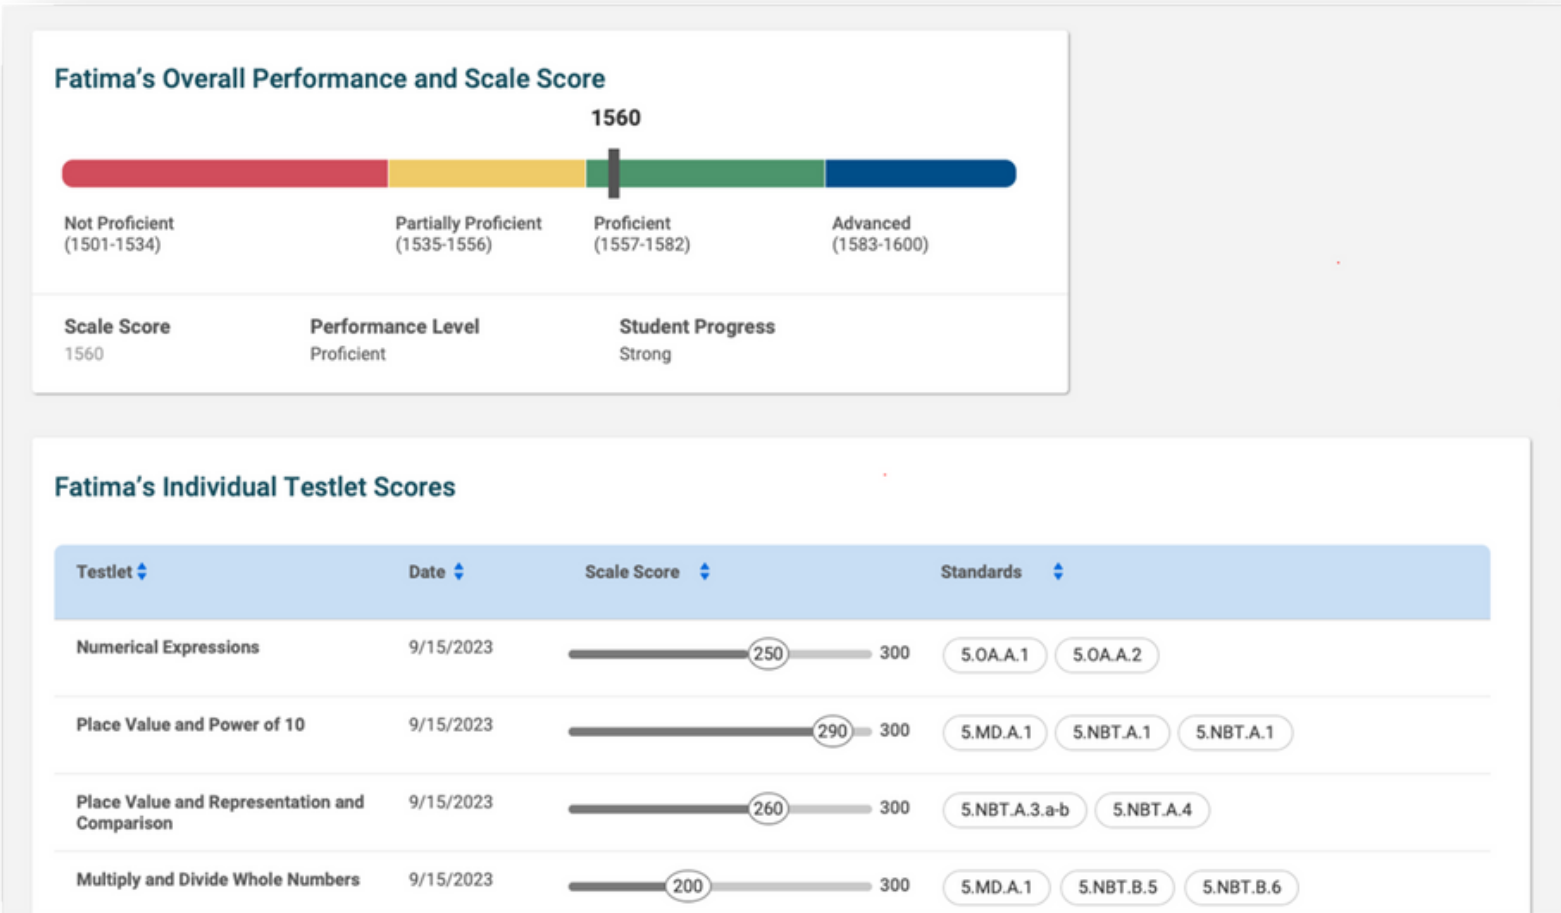 Fatima's Overall Performance and Scale Score
1560
Not Proficient
(1501-1534)
Partially Proficient
(1535-1556)
Proficient
(1557-1582)
Advanced
(1583-1600)
Scale Score
1560
Performance Level
Proficient
Student Progress
Strong
Fatima's Individual Testlet Scores
Testlet Date Scale Score Standards
Numerical Expressions 9/15/2023 250 300 5.OA.A.1 5.OA.A.2
Place Value and Power of 10 9/15/2023 290 300 5.MD.A.1 5.NBT.A.1 5.NBT.A.1
Place Value and Representation and
Comparison
9/15/2023 260 300 5.NBT.A.3.a-b 5.NBT.A.4
Multiply and Divide Whole Numbers 9/15/2023 200 300 5.MD.A.1 5.NBT.B.5 5.NBT.B.6